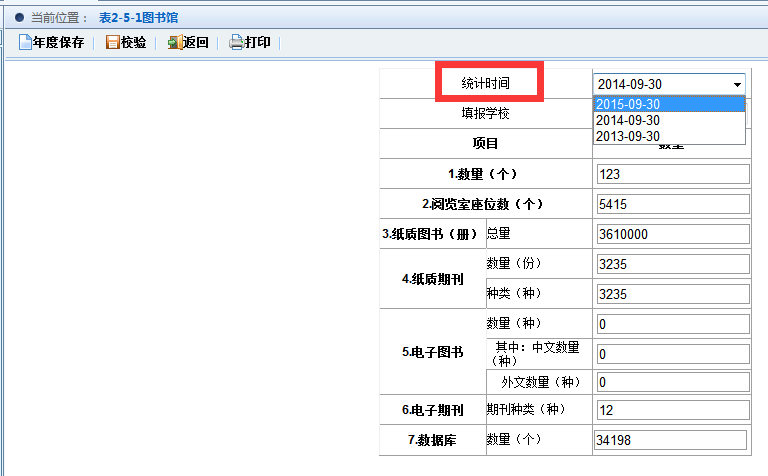 当前位置： 表2-5-1图书馆
年度保存 校验 返回 打印
统计时间 2014-09-30
2015-09-30
2014-09-30
2013-09-30
填报学校
项目 数量
1.数量（个） 123
2.阅览室座位数（个） 5415
3.纸质图书（册） 总量 3610000
4.纸质期刊
数量（份） 3235
种类（种） 3235
5.电子图书
数量（种） 0
其中：中文数量
（种） 0
外文数量（种） 0
6.电子期刊 期刊种类（种） 12
7.数据库 数量（个） 34198